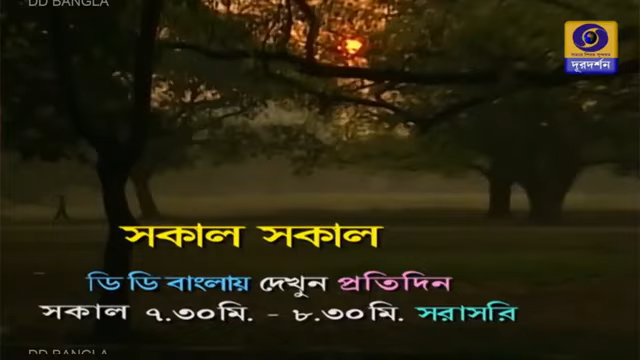 DD BANGLA
দূরদর্শন
সকাল সকাল
ডি ডি বাংলায় দেখুন প্রতিদিন
সকাল ৭.৩০মি. - ৮.৩০মি. সরাসরি
DD BANGLA